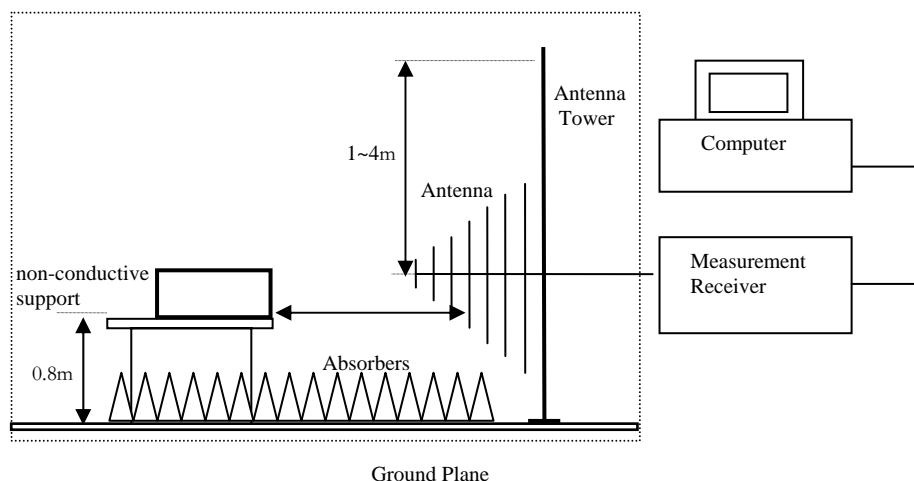 Antenna
Tower
Computer
1~4m
Antenna
non-conductive
support
Measurement
Receiver
Absorbers
0.8m
Ground Plane